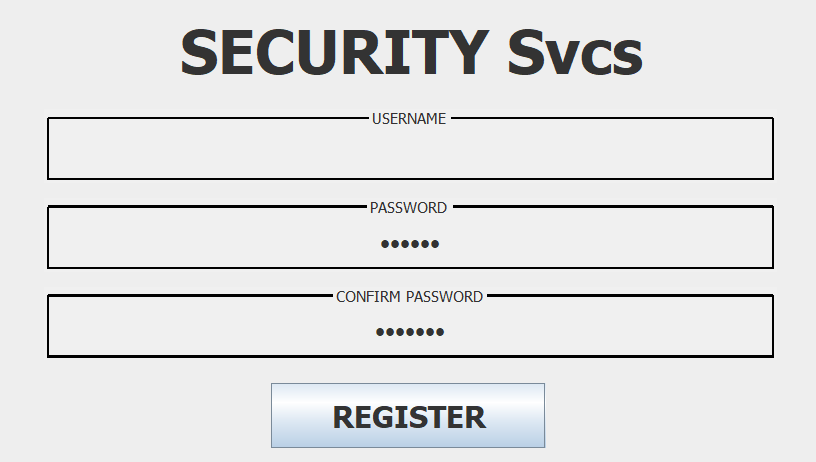 SECURITY Svcs
USERNAME
PASSWORD
••••••
CONFIRM PASSWORD
•••••••
REGISTER